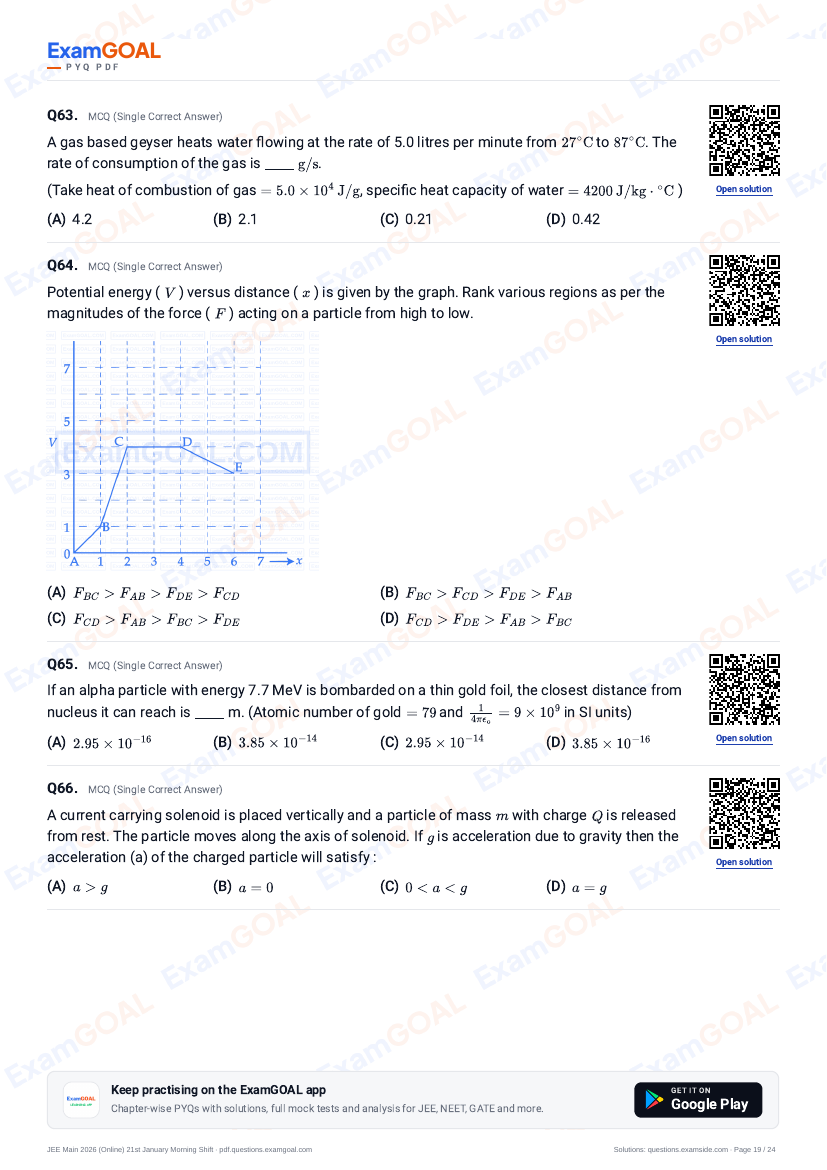 ExamGOAL
PYQ PDF
Q63. MCQ (Single Correct Answer)
A gas based geyser heats water flowing at the rate of 5.0 litres per minute from 27°C to 87°C. The
rate of consumption of the gas is ____ g/s.
(Take heat of combustion of gas = 5.0 × 10⁴ J/g, specific heat capacity of water = 4200 J/kg · °C )
Open solution
(A) 4.2 (B) 2.1 (C) 0.21 (D) 0.42
Q64. MCQ (Single Correct Answer)
Potential energy ( V ) versus distance ( x ) is given by the graph. Rank various regions as per the
magnitudes of the force ( F ) acting on a particle from high to low.
Open solution
7
5
V
C D
ExamGOAL.COM
E
3
1
B
0
A 1 2 3 4 5 6 7 x
(A) F_BC > F_AB > F_DE > F_CD (B) F_BC > F_CD > F_DE > F_AB
(C) F_CD > F_AB > F_BC > F_DE (D) F_CD > F_DE > F_AB > F_BC
Q65. MCQ (Single Correct Answer)
If an alpha particle with energy 7.7 MeV is bombarded on a thin gold foil, the closest distance from
nucleus it can reach is ____ m. (Atomic number of gold = 79 and 1/4πϵ₀ = 9 × 10⁹ in SI units)
Open solution
(A) 2.95 × 10⁻¹⁶ (B) 3.85 × 10⁻¹⁴ (C) 2.95 × 10⁻¹⁴ (D) 3.85 × 10⁻¹⁶
Q66. MCQ (Single Correct Answer)
A current carrying solenoid is placed vertically and a particle of mass m with charge Q is released
from rest. The particle moves along the axis of solenoid. If g is acceleration due to gravity then the
acceleration (a) of the charged particle will satisfy :
Open solution
(A) a > g (B) a = 0 (C) 0 < a < g (D) a = g
ExamGOAL
Keep practising on the ExamGOAL app
Chapter-wise PYQs with solutions, full mock tests and analysis for JEE, NEET, GATE and more.
GET IT ON
Google Play
JEE Main 2026 (Online) 21st January Morning Shift · pdf.questions.examgoal.com
Solutions: questions.examside.com · Page 19 / 24